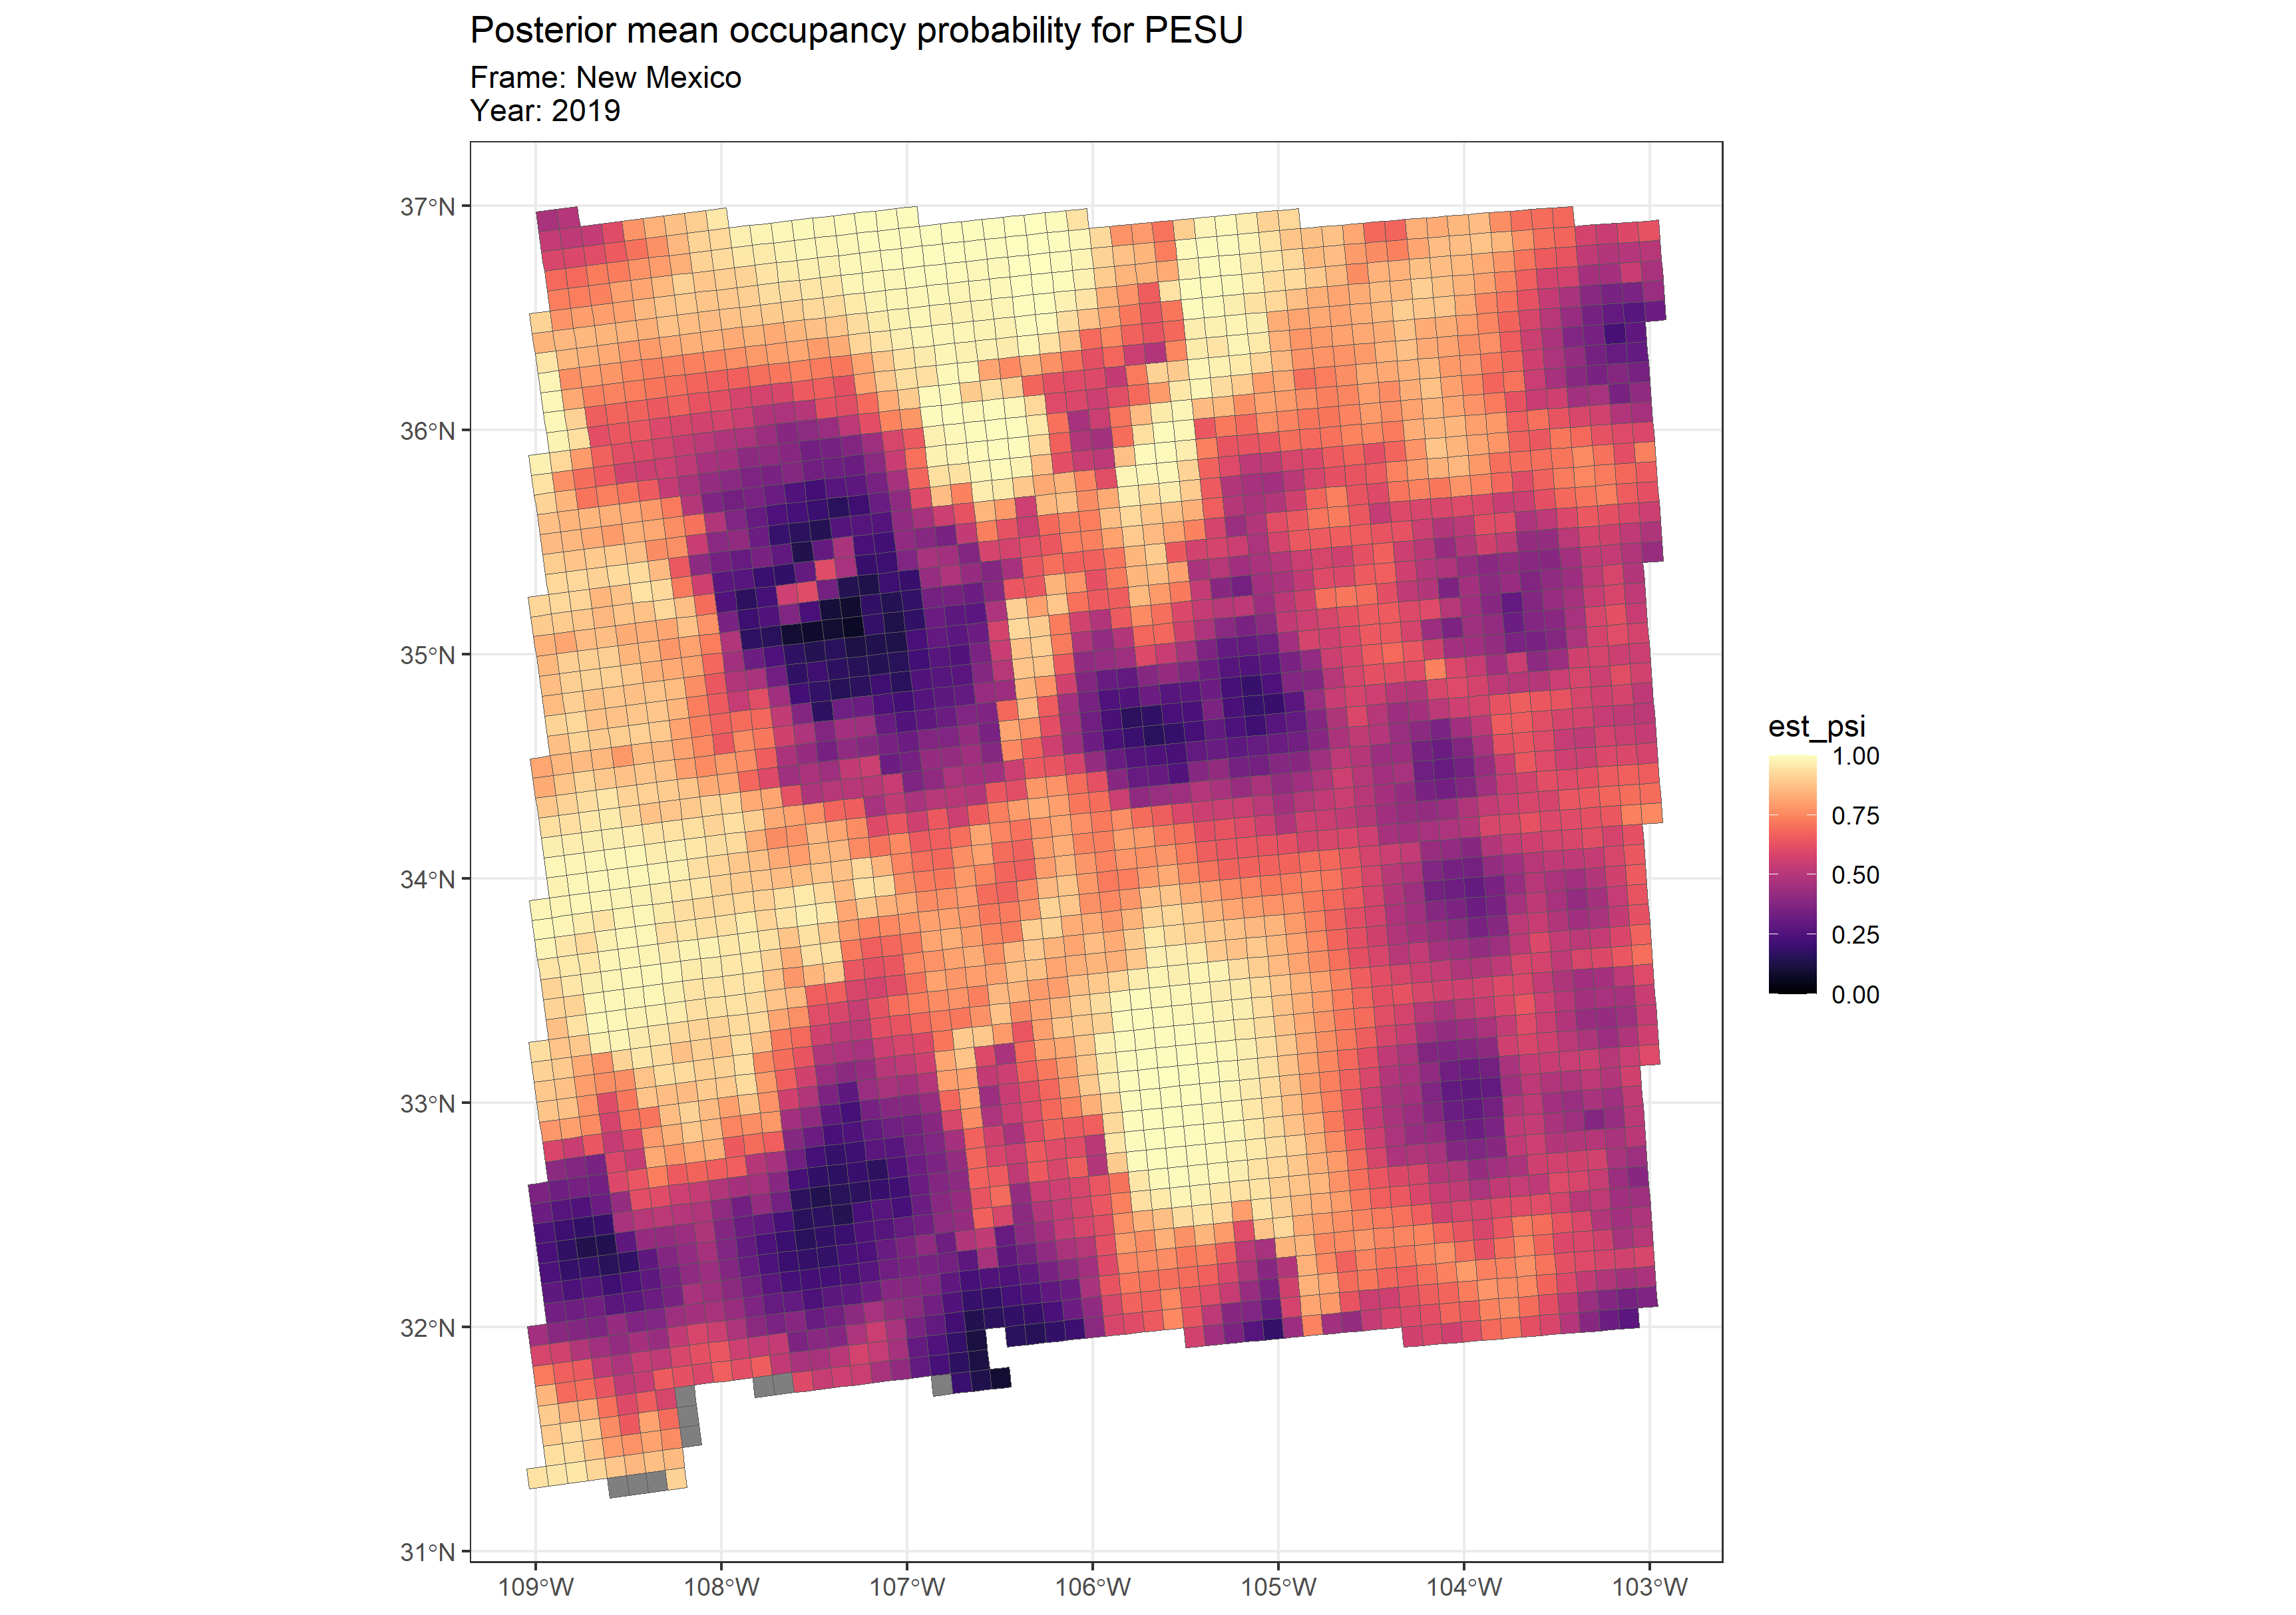 Posterior mean occupancy probability for PESU
Frame: New Mexico
Year: 2019
37°N
36°N
35°N
34°N
33°N
32°N
31°N
109°W
108°W
107°W
106°W
105°W
104°W
103°W
est_psi
1.00
0.75
0.50
0.25
0.00